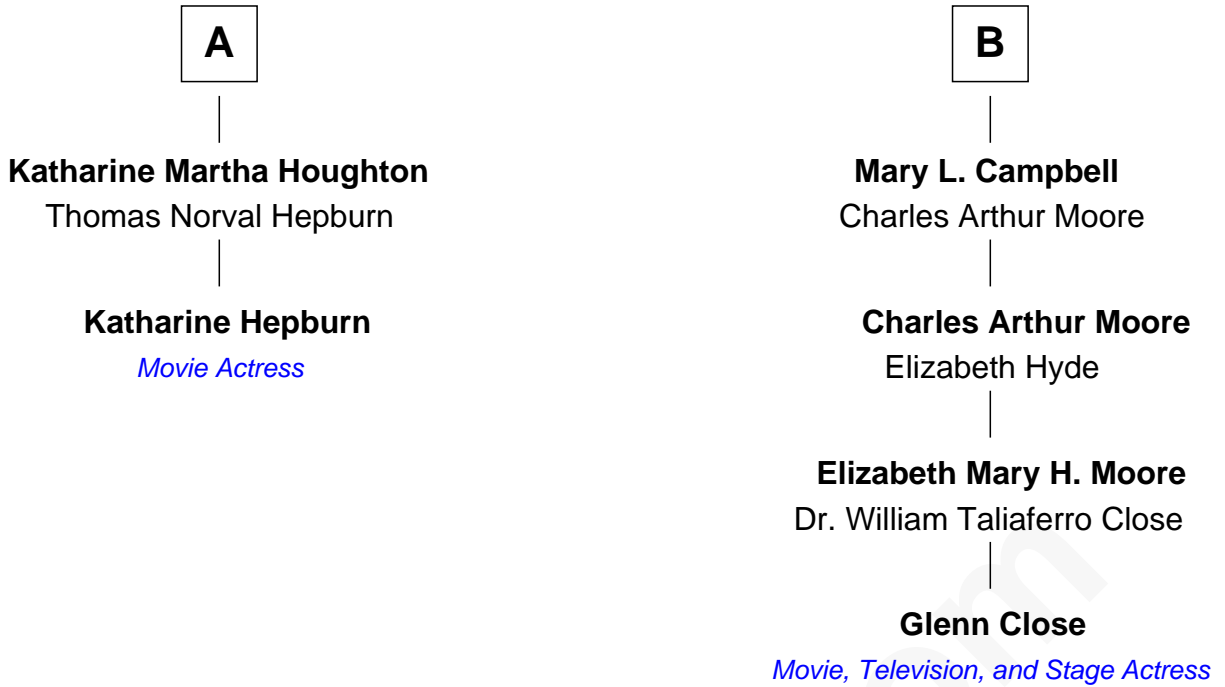 A
Katharine Martha Houghton
Thomas Norval Hepburn
Katharine Hepburn
Movie Actress
B
Mary L. Campbell
Charles Arthur Moore
Charles Arthur Moore
Elizabeth Hyde
Elizabeth Mary H. Moore
Dr. William Taliaferro Close
Glenn Close
Movie, Television, and Stage Actress